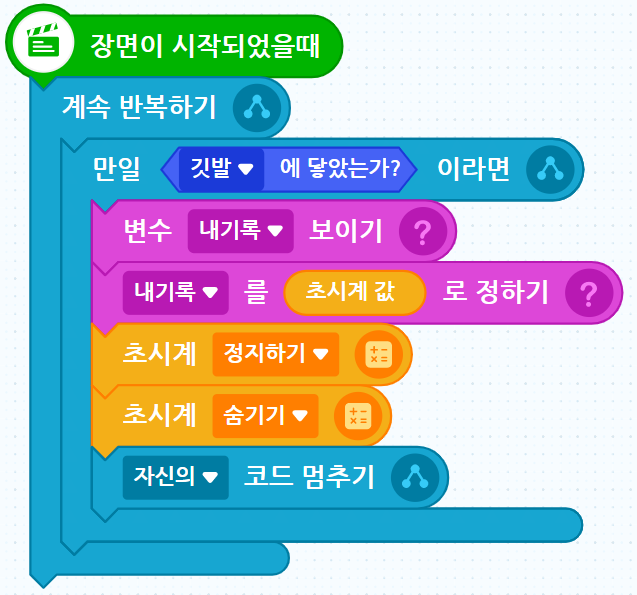 장면이 시작되었을때
계속 반복하기
만일 깃발 에 닿았는가? 이라면
변수 내기록 보이기 ?
내기록 를 초시계 값 로 정하기 ?
초시계 정지하기
초시계 숨기기
자신의 코드 멈추기